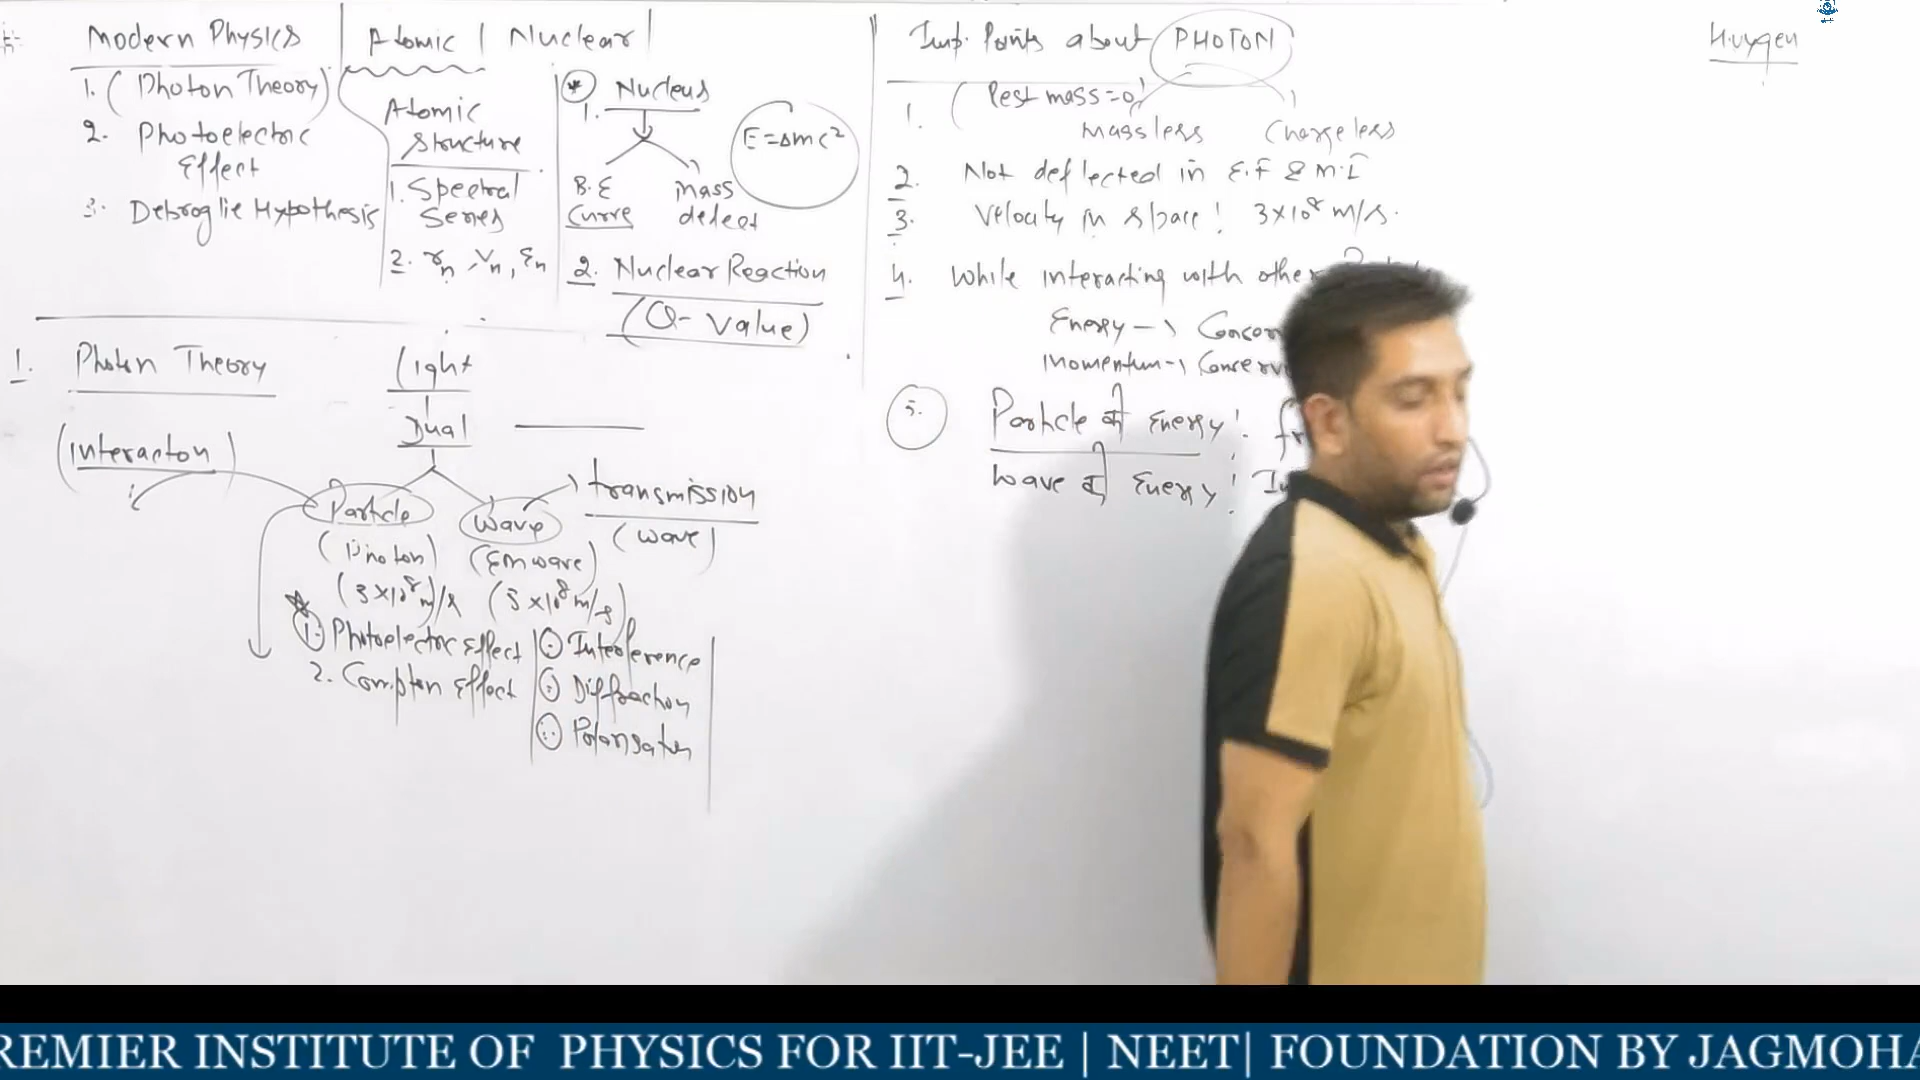 Modern Physics | Atomic | Nuclear |
1. (Photon Theory)
2. Photoelectric
Effect
3. Debroglie Hypothesis
Atomic
Structure
1. Spectral
Series
2. rn, Vn, En
* Nucleus
1.
B.E
Curve
mass
defect
E=Δmc²
2. Nuclear Reaction
(Q-value)
1. Photon Theory
(interacton)
Light
Dual
Particle
(Photon)
(3×10⁸ m/s
Wave
(Em wave)
(3×10⁸ m/s)
transmission
(wave)
1. Photoelectric Effect
2. Compton Effect
Interference
Diffraction
Polarisation
Imp. Points about PHOTON
1. (Rest mass=0)
massless
Chargeless
2. Not deflected in E.F & M.F
3. Velocity in space! 3×10⁸ m/s.
4. While interacting with other
Energy →
Momentum →
5. Particle की Energy!
Wave की Energy!
Huygen
REMIER INSTITUTE OF PHYSICS FOR IIT-JEE | NEET| FOUNDATION BY JAGMOHA